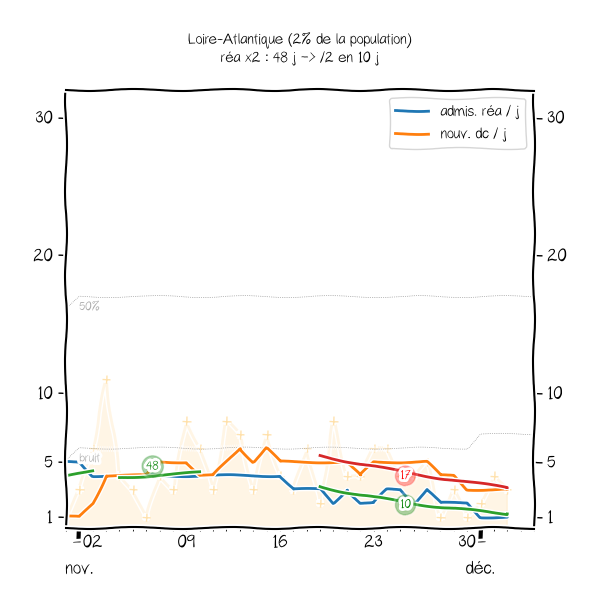 Loire-Atlantique (2% de la population)
réa x2 : 48 j -> /2 en 10 j
admis. réa / j
nouv. dc / j
30
30
20
20
50%
10
10
bruit
48
5
5
17
10
1
1
02
09
16
23
30
nov.
déc.